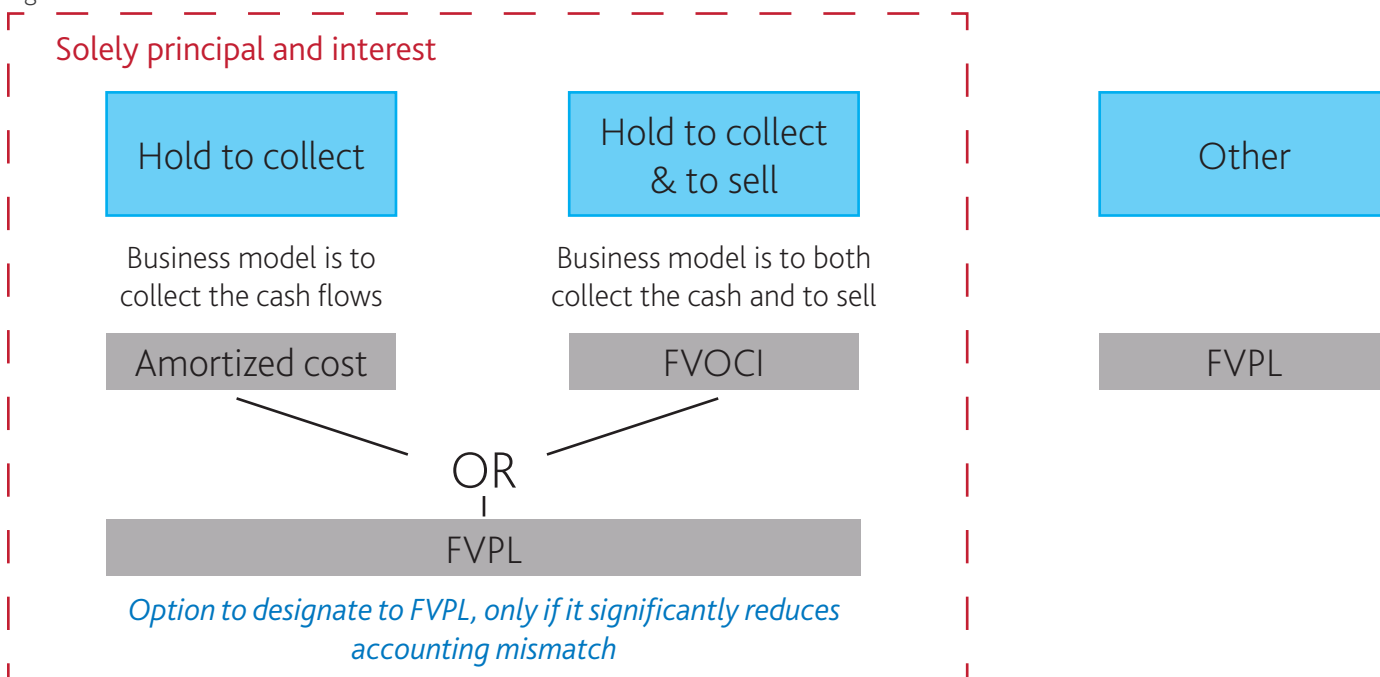 Solely principal and interest
Hold to collect
Hold to collect
& to sell
Other
Business model is to
collect the cash flows
Business model is to both
collect the cash and to sell
Amortized cost
FVOCI
FVPL
OR
FVPL
Option to designate to FVPL, only if it significantly reduces
accounting mismatch